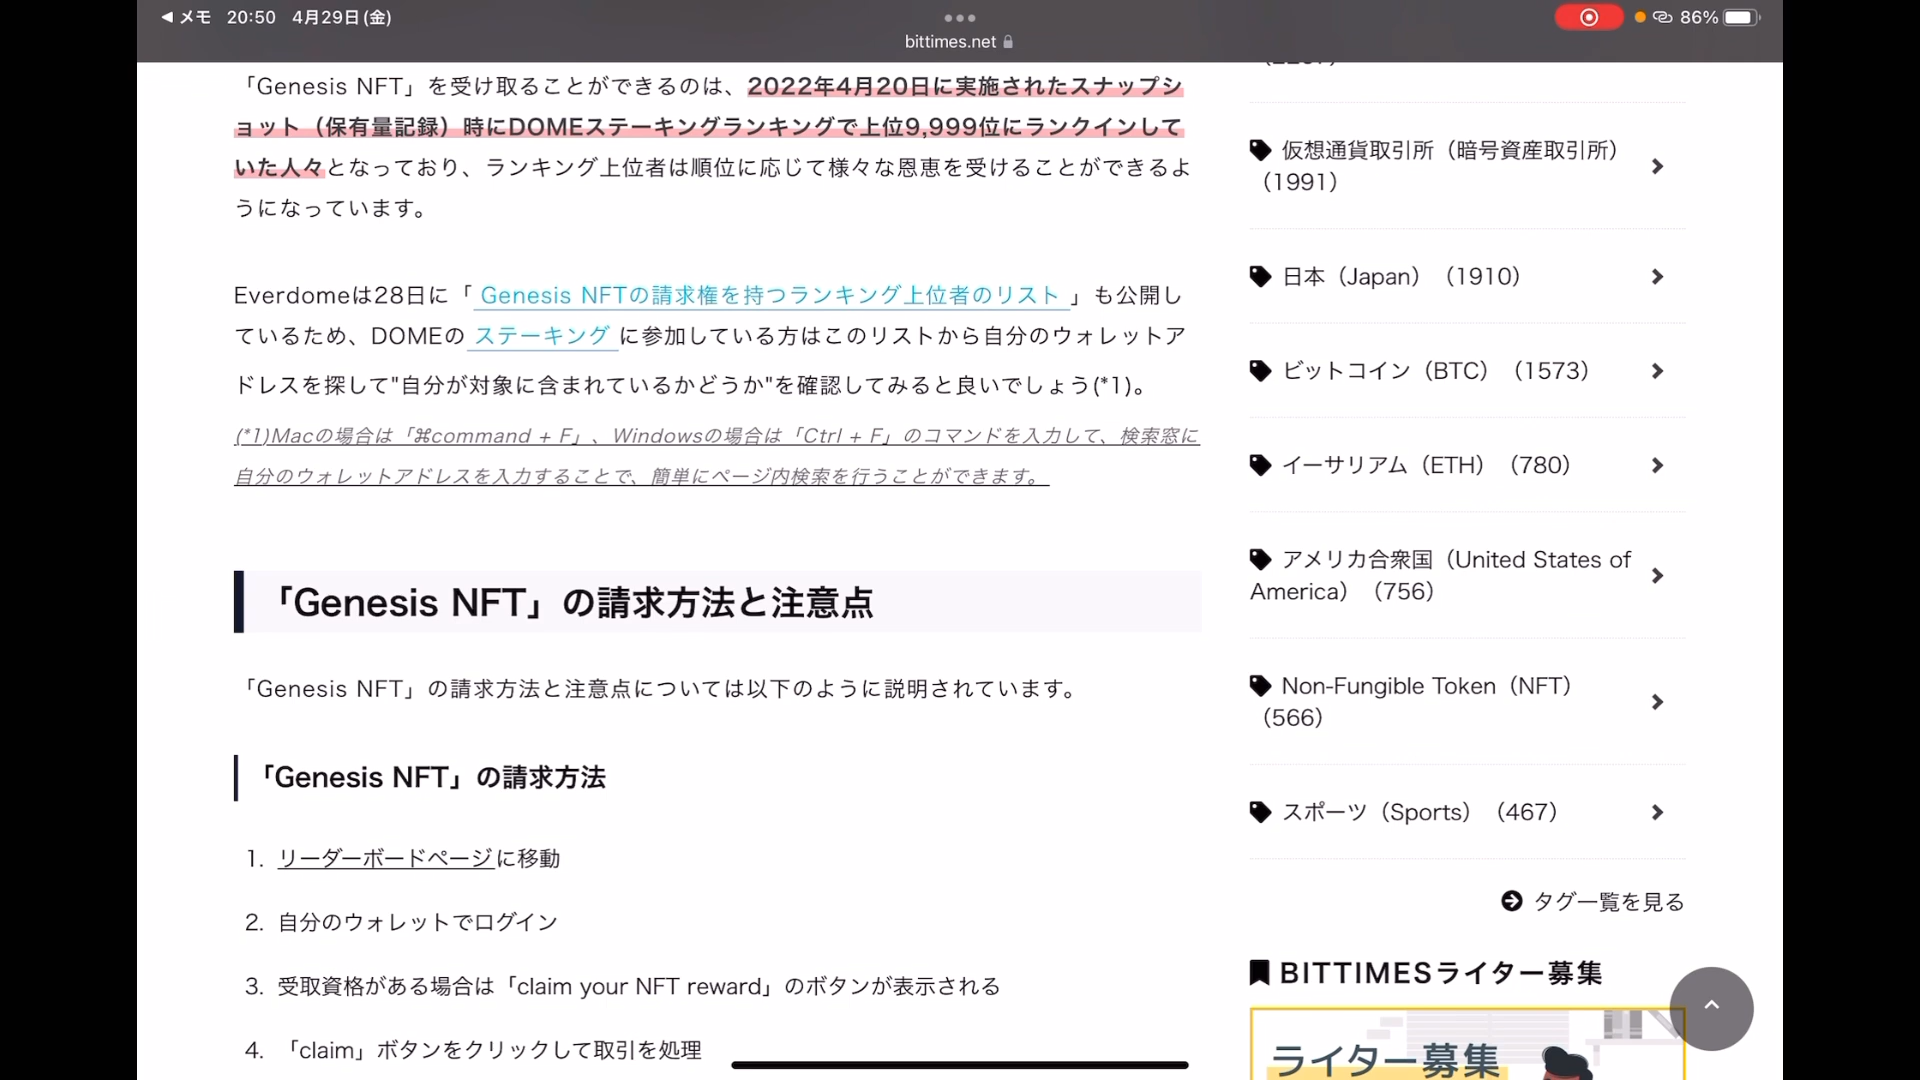 ◀メモ 20:50 4月29日(金)
86%
bittimes.net
「Genesis NFT」を受け取ることができるのは、2022年4月20日に実施されたスナップシ
ョット（保有量記録）時にDOMEステーキングランキングで上位9,999位にランクインして
いた人々となっており、ランキング上位者は順位に応じて様々な恩恵を受けることができるよ
うになっています。
Everdomeは28日に「 Genesis NFTの請求権を持つランキング上位者のリスト 」も公開し
ているため、DOMEの ステーキング に参加している方はこのリストから自分のウォレットア
ドレスを探して"自分が対象に含まれているかどうか"を確認してみると良いでしょう(*1)。
(*1)Macの場合は「⌘command + F」、Windowsの場合は「Ctrl + F」のコマンドを入力して、検索窓に
自分のウォレットアドレスを入力することで、簡単にページ内検索を行うことができます。
「Genesis NFT」の請求方法と注意点
「Genesis NFT」の請求方法と注意点については以下のように説明されています。
「Genesis NFT」の請求方法
1. リーダーボードページに移動
2. 自分のウォレットでログイン
3. 受取資格がある場合は「claim your NFT reward」のボタンが表示される
4. 「claim」ボタンをクリックして取引を処理
仮想通貨取引所（暗号資産取引所）
（1991）
日本（Japan）（1910）
ビットコイン（BTC）（1573）
イーサリアム（ETH）（780）
アメリカ合衆国（United States of
America）（756）
Non-Fungible Token（NFT）
（566）
スポーツ（Sports）（467）
タグ一覧を見る
BITTIMESライター募集
ライター募集